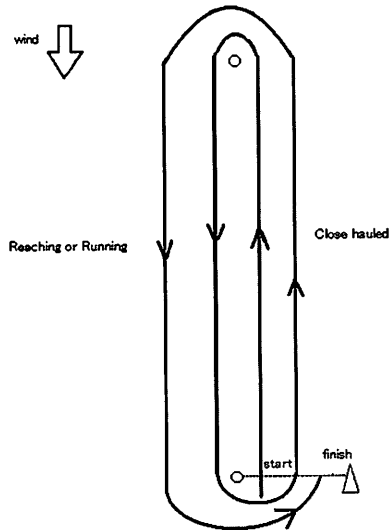 wind
Reaching or Running
Close hauled
start
finish